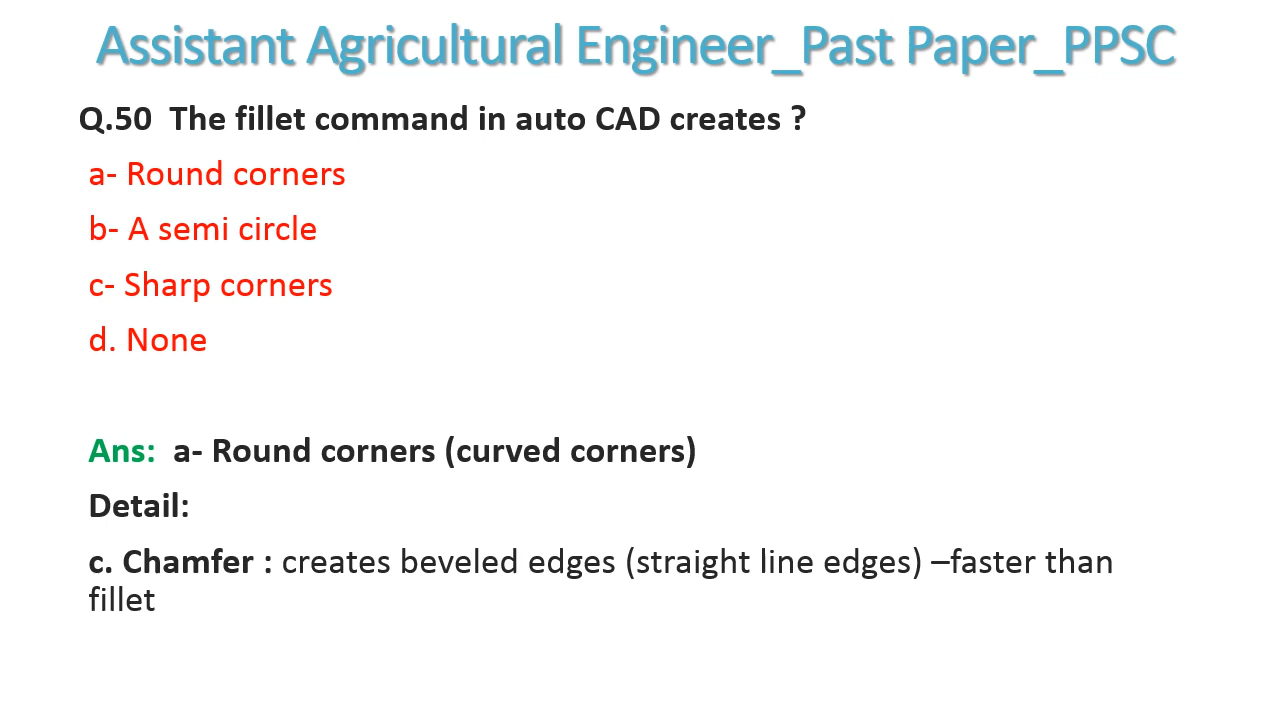 Assistant Agricultural Engineer_Past Paper_PPSC
Q.50  The fillet command in auto CAD creates ?
a- Round corners
b- A semi circle
c- Sharp corners
d. None
Ans:  a- Round corners (curved corners)
Detail:
c. Chamfer : creates beveled edges (straight line edges) –faster than
fillet